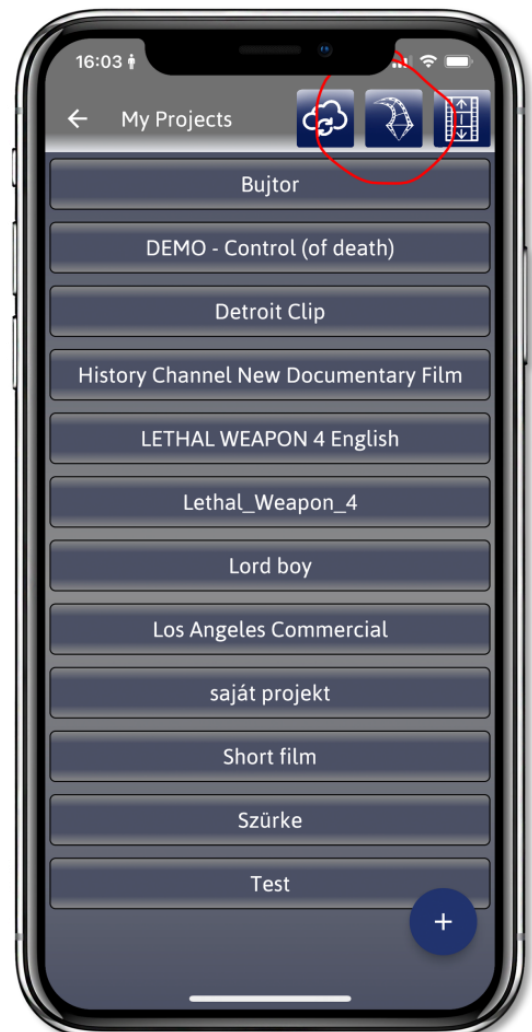 16:03
My Projects
Bujtor
DEMO - Control (of death)
Detroit Clip
History Channel New Documentary Film
LETHAL WEAPON 4 English
Lethal_Weapon_4
Lord boy
Los Angeles Commercial
saját projekt
Short film
Szürke
Test